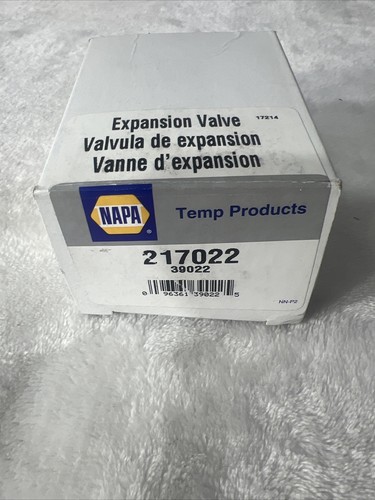 Expansion Valve 17214
Valvula de expansion
Vanne d'expansion
NAPA
Temp Products
217022
39022
0 96361 39022 5
NN-P2